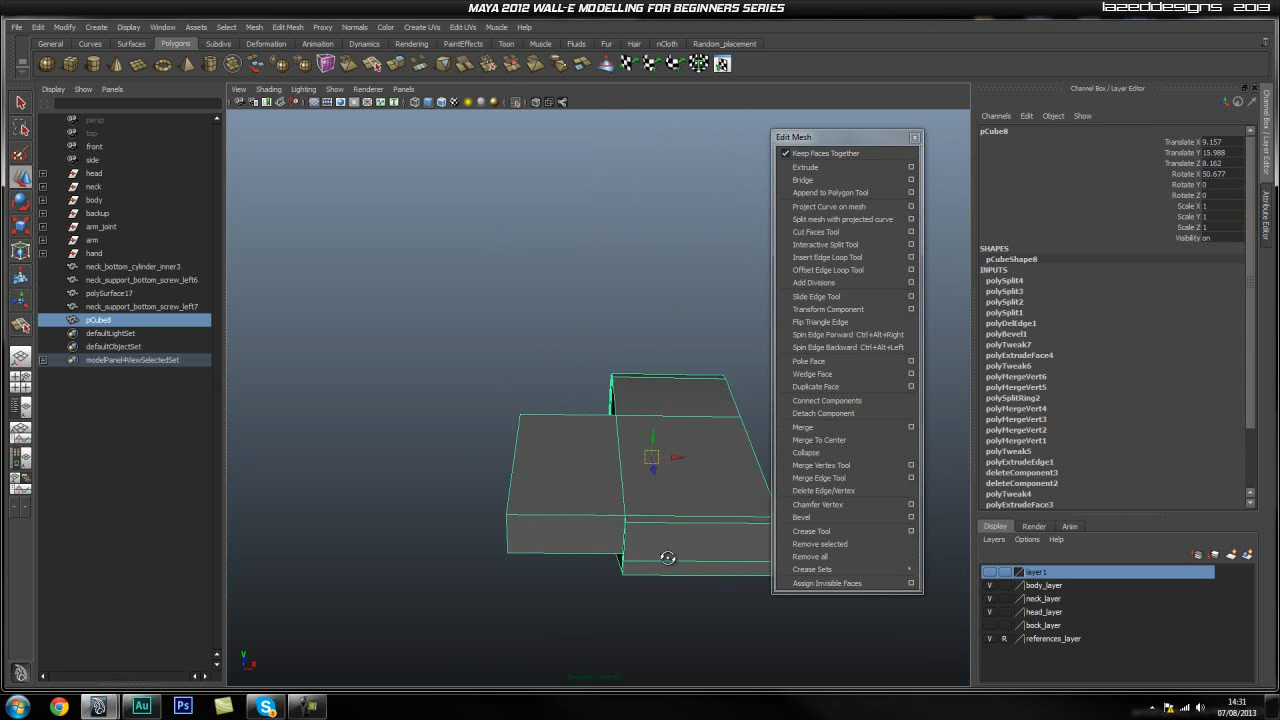 MAYA 2012 WALL-E MODELLING FOR BEGINNERS SERIES
lazeddesigns 2013
File Edit Modify Create Display Window Assets Select Mesh Edit Mesh Proxy Normals Color Create UVs Edit UVs Muscle Help
General Curves Surfaces Polygons Subdivs Deformation Animation Dynamics Rendering PaintEffects Toon Muscle Fluids Fur Hair nCloth Random_placement
Display Show Panels
View Shading Lighting Show Renderer Panels
persp
top
front
side
head
neck
body
backup
arm_joint
arm
hand
neck_bottom_cylinder_inner3
neck_support_bottom_screw_left6
polySurface17
neck_support_bottom_screw_left7
pCube8
defaultLightSet
defaultObjectSet
modelPanel4ViewSelectedSet
Edit Mesh
Keep Faces Together
Extrude
Bridge
Append to Polygon Tool
Project Curve on mesh
Split mesh with projected curve
Cut Faces Tool
Interactive Split Tool
Insert Edge Loop Tool
Offset Edge Loop Tool
Add Divisions
Slide Edge Tool
Transform Component
Flip Triangle Edge
Spin Edge Forward Ctrl+Alt+Right
Spin Edge Backward Ctrl+Alt+Left
Poke Face
Wedge Face
Duplicate Face
Connect Components
Detach Component
Merge
Merge To Center
Collapse
Merge Vertex Tool
Merge Edge Tool
Delete Edge/Vertex
Chamfer Vertex
Bevel
Crease Tool
Remove selected
Remove all
Crease Sets
Assign Invisible Faces
Channel Box / Layer Editor
Channels Edit Object Show
pCube8
Translate X 9.157
Translate Y 15.988
Translate Z 8.162
Rotate X 50.677
Rotate Y 0
Rotate Z 0
Scale X 1
Scale Y 1
Scale Z 1
Visibility on
SHAPES
pCubeShape8
INPUTS
polySplit4
polySplit3
polySplit2
polyDelEdge1
polyBevel1
polyTweak7
polyExtrudeFace4
polyTweak6
polyMergeVert6
polyMergeVert5
polySplitRing2
polyMergeVert4
polyMergeVert3
polyMergeVert2
polyMergeVert1
polyTweak5
polyExtrudeEdge1
deleteComponent3
deleteComponent2
polyTweak4
polyExtrudeFace3
Display Render Anim
Layers Options Help
layer1
V body_layer
V neck_layer
V head_layer
bock_layer
V R references_layer
Channel Box / Layer Editor
Attribute Editor
14:31
07/08/2013